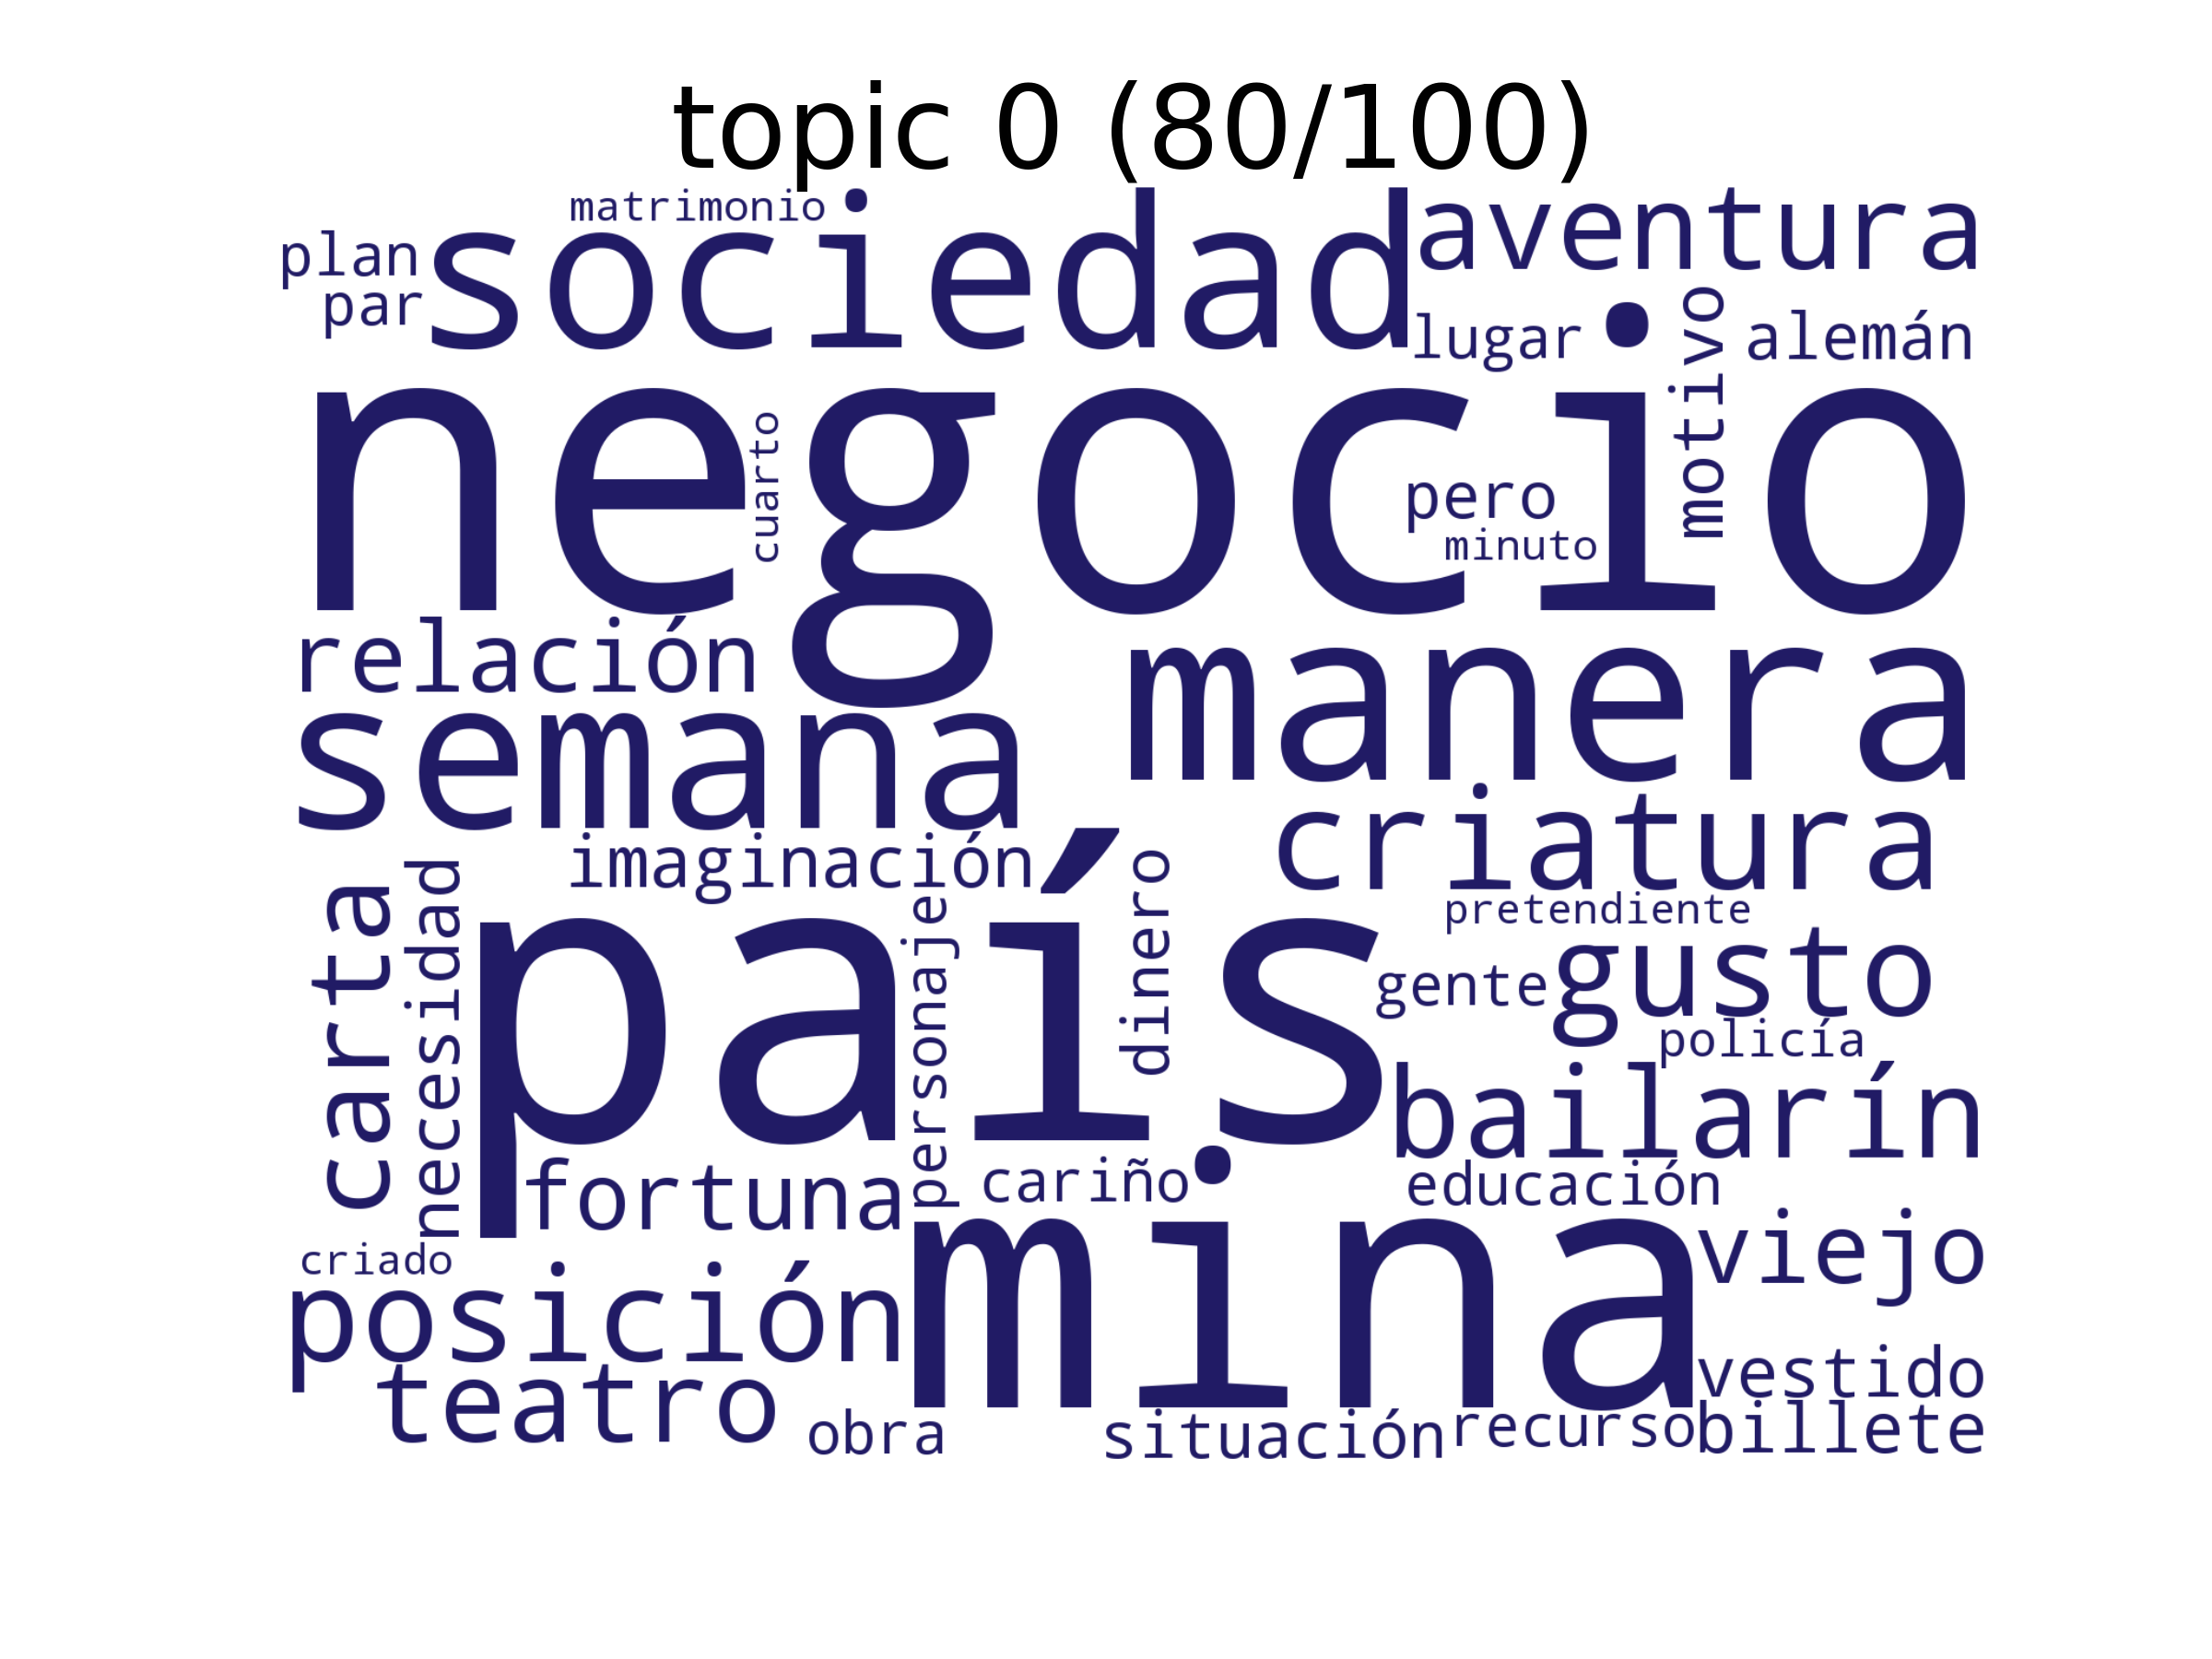 topic 0 (80/100)
matrimonio
plan
sociedad
aventura
par
lugar
motivo
alemán
negocio
cuarto
pero
minuto
relación
manera
semana
criatura
imaginación
carta
necesidad
país
personaje
dinero
pretendiente
gente
gusto
policía
bailarín
fortuna
cariño
educación
criado
posición
mina
viejo
teatro
vestido
obra
situación
recurso
billete